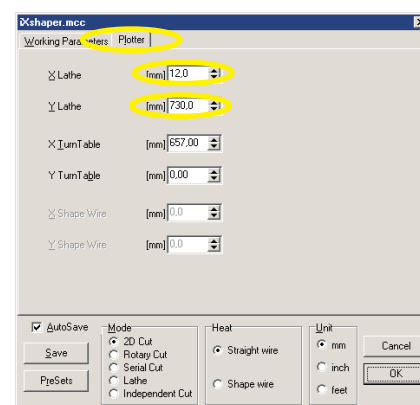 iXshaper.mcc
Working Parameters Plotter
X Lathe [mm] 12,0
Y Lathe [mm] 730,0
X TurnTable [mm] 657,00
Y TurnTable [mm] 0,00
X Shape Wire [mm] 0,0
Y Shape Wire [mm] 0,0
AutoSave
Save
PreSets
Mode
2D Cut
Rotary Cut
Serial Cut
Lathe
Independent Cut
Heat
Straight wire
Shape wire
Unit
mm
inch
feet
Cancel
OK